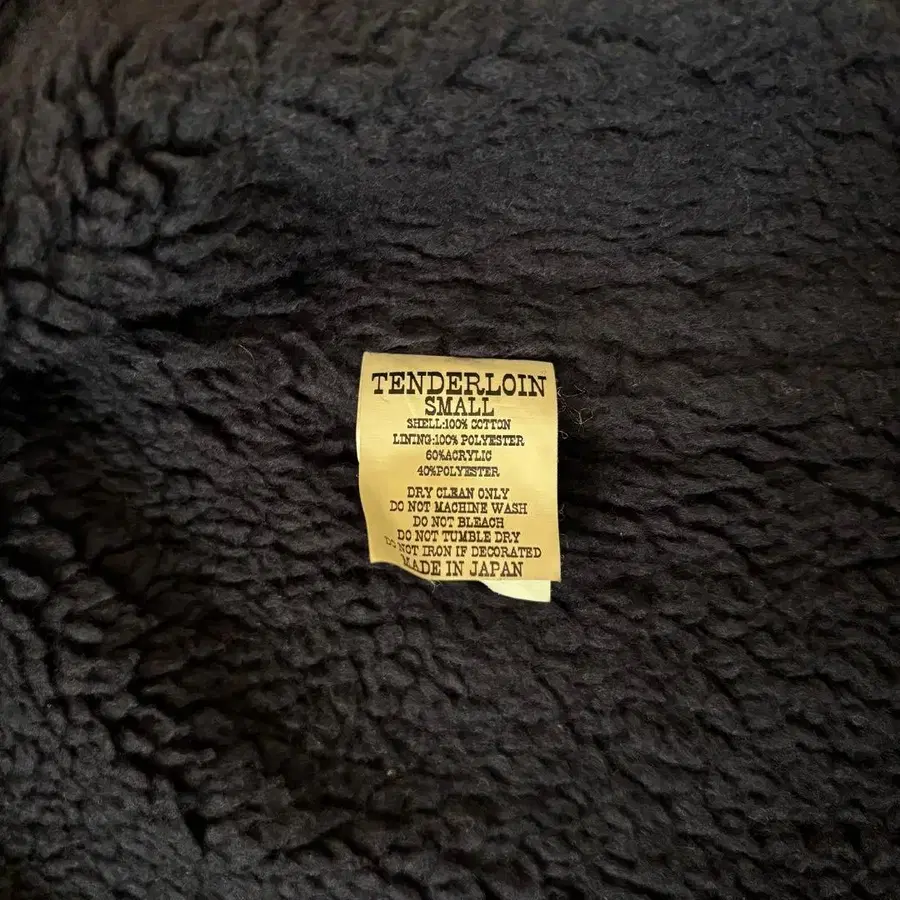 TENDERLOIN
SMALL
SHELL:100% COTTON
LINING:100% POLYESTER
60%ACRYLIC
40%POLYESTER
DRY CLEAN ONLY
DO NOT MACHINE WASH
DO NOT BLEACH
DO NOT TUMBLE DRY
DO NOT IRON IF DECORATED
MADE IN JAPAN